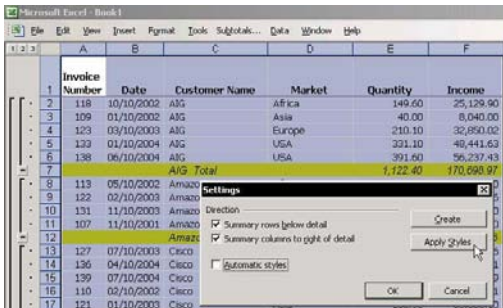 Microsoft Excel - Book1
File Edit View Insert Format Tools Subtotals... Data Window Help
1 2 3
A B C D E F
1 Invoice Number Date Customer Name Market Quantity Income
2 118 10/10/2002 AIG Africa 149.60 25,129.90
3 109 01/10/2002 AIG Asia 40.00 8,040.00
4 123 03/10/2003 AIG Europe 210.10 32,850.02
5 133 01/10/2004 AIG USA 331.10 48,441.63
6 138 06/10/2004 AIG USA 391.60 56,237.43
7 AIG Total 1,122.40 170,698.97
8 113 05/10/2002 Amazo
9 122 02/10/2003 Amazo
10 131 11/10/2003 Amazo
11 107 11/10/2001 Amazo
12 Amazo
13 127 07/10/2003 Cisco
14 136 04/10/2004 Cisco
15 139 07/10/2004 Cisco
16 110 02/10/2002 Cisco
17 121 01/10/2003 Cisco
Settings
Direction
Summary rows below detail
Summary columns to right of detail
Automatic styles
Create
Apply Styles
OK
Cancel